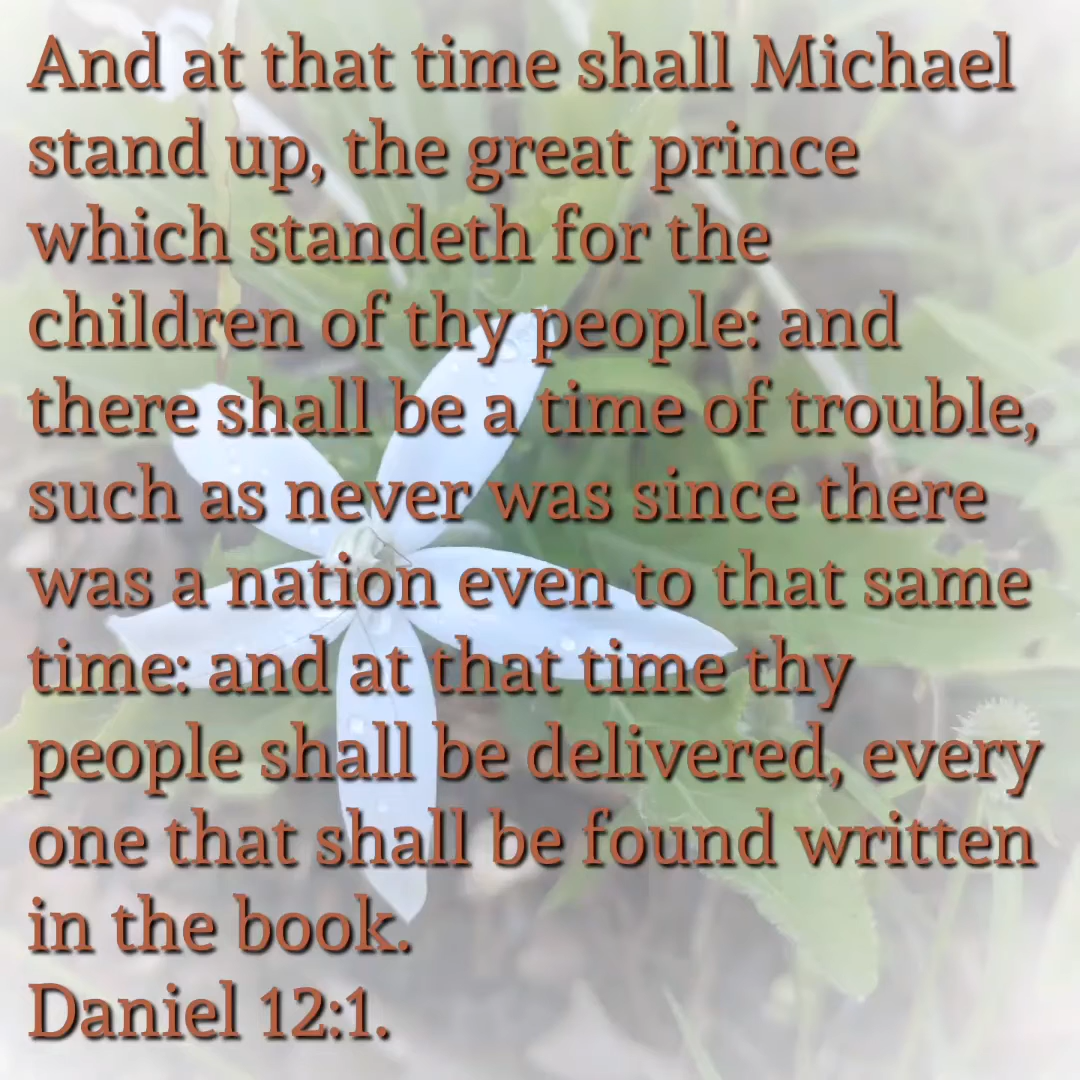 And at that time shall Michael
stand up, the great prince
which standeth for the
children of thy people: and
there shall be a time of trouble,
such as never was since there
was a nation even to that same
time: and at that time thy
people shall be delivered, every
one that shall be found written
in the book.
Daniel 12:1.